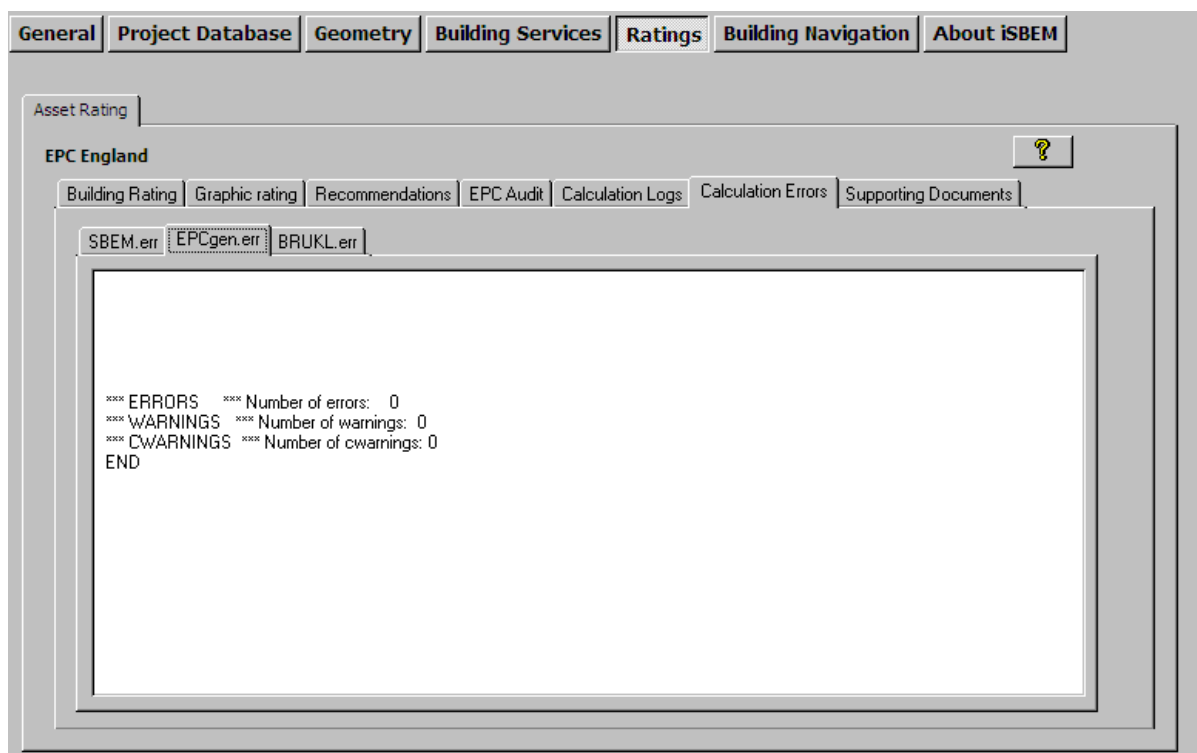 General Project Database Geometry Building Services Ratings Building Navigation About iSBEM
Asset Rating
EPC England ?
Building Rating Graphic rating Recommendations EPC Audit Calculation Logs Calculation Errors Supporting Documents
SBEM.err EPCgen.err BRUKL.err
*** ERRORS *** Number of errors: 0
*** WARNINGS *** Number of warnings: 0
*** CWARNINGS *** Number of cwarnings: 0
END